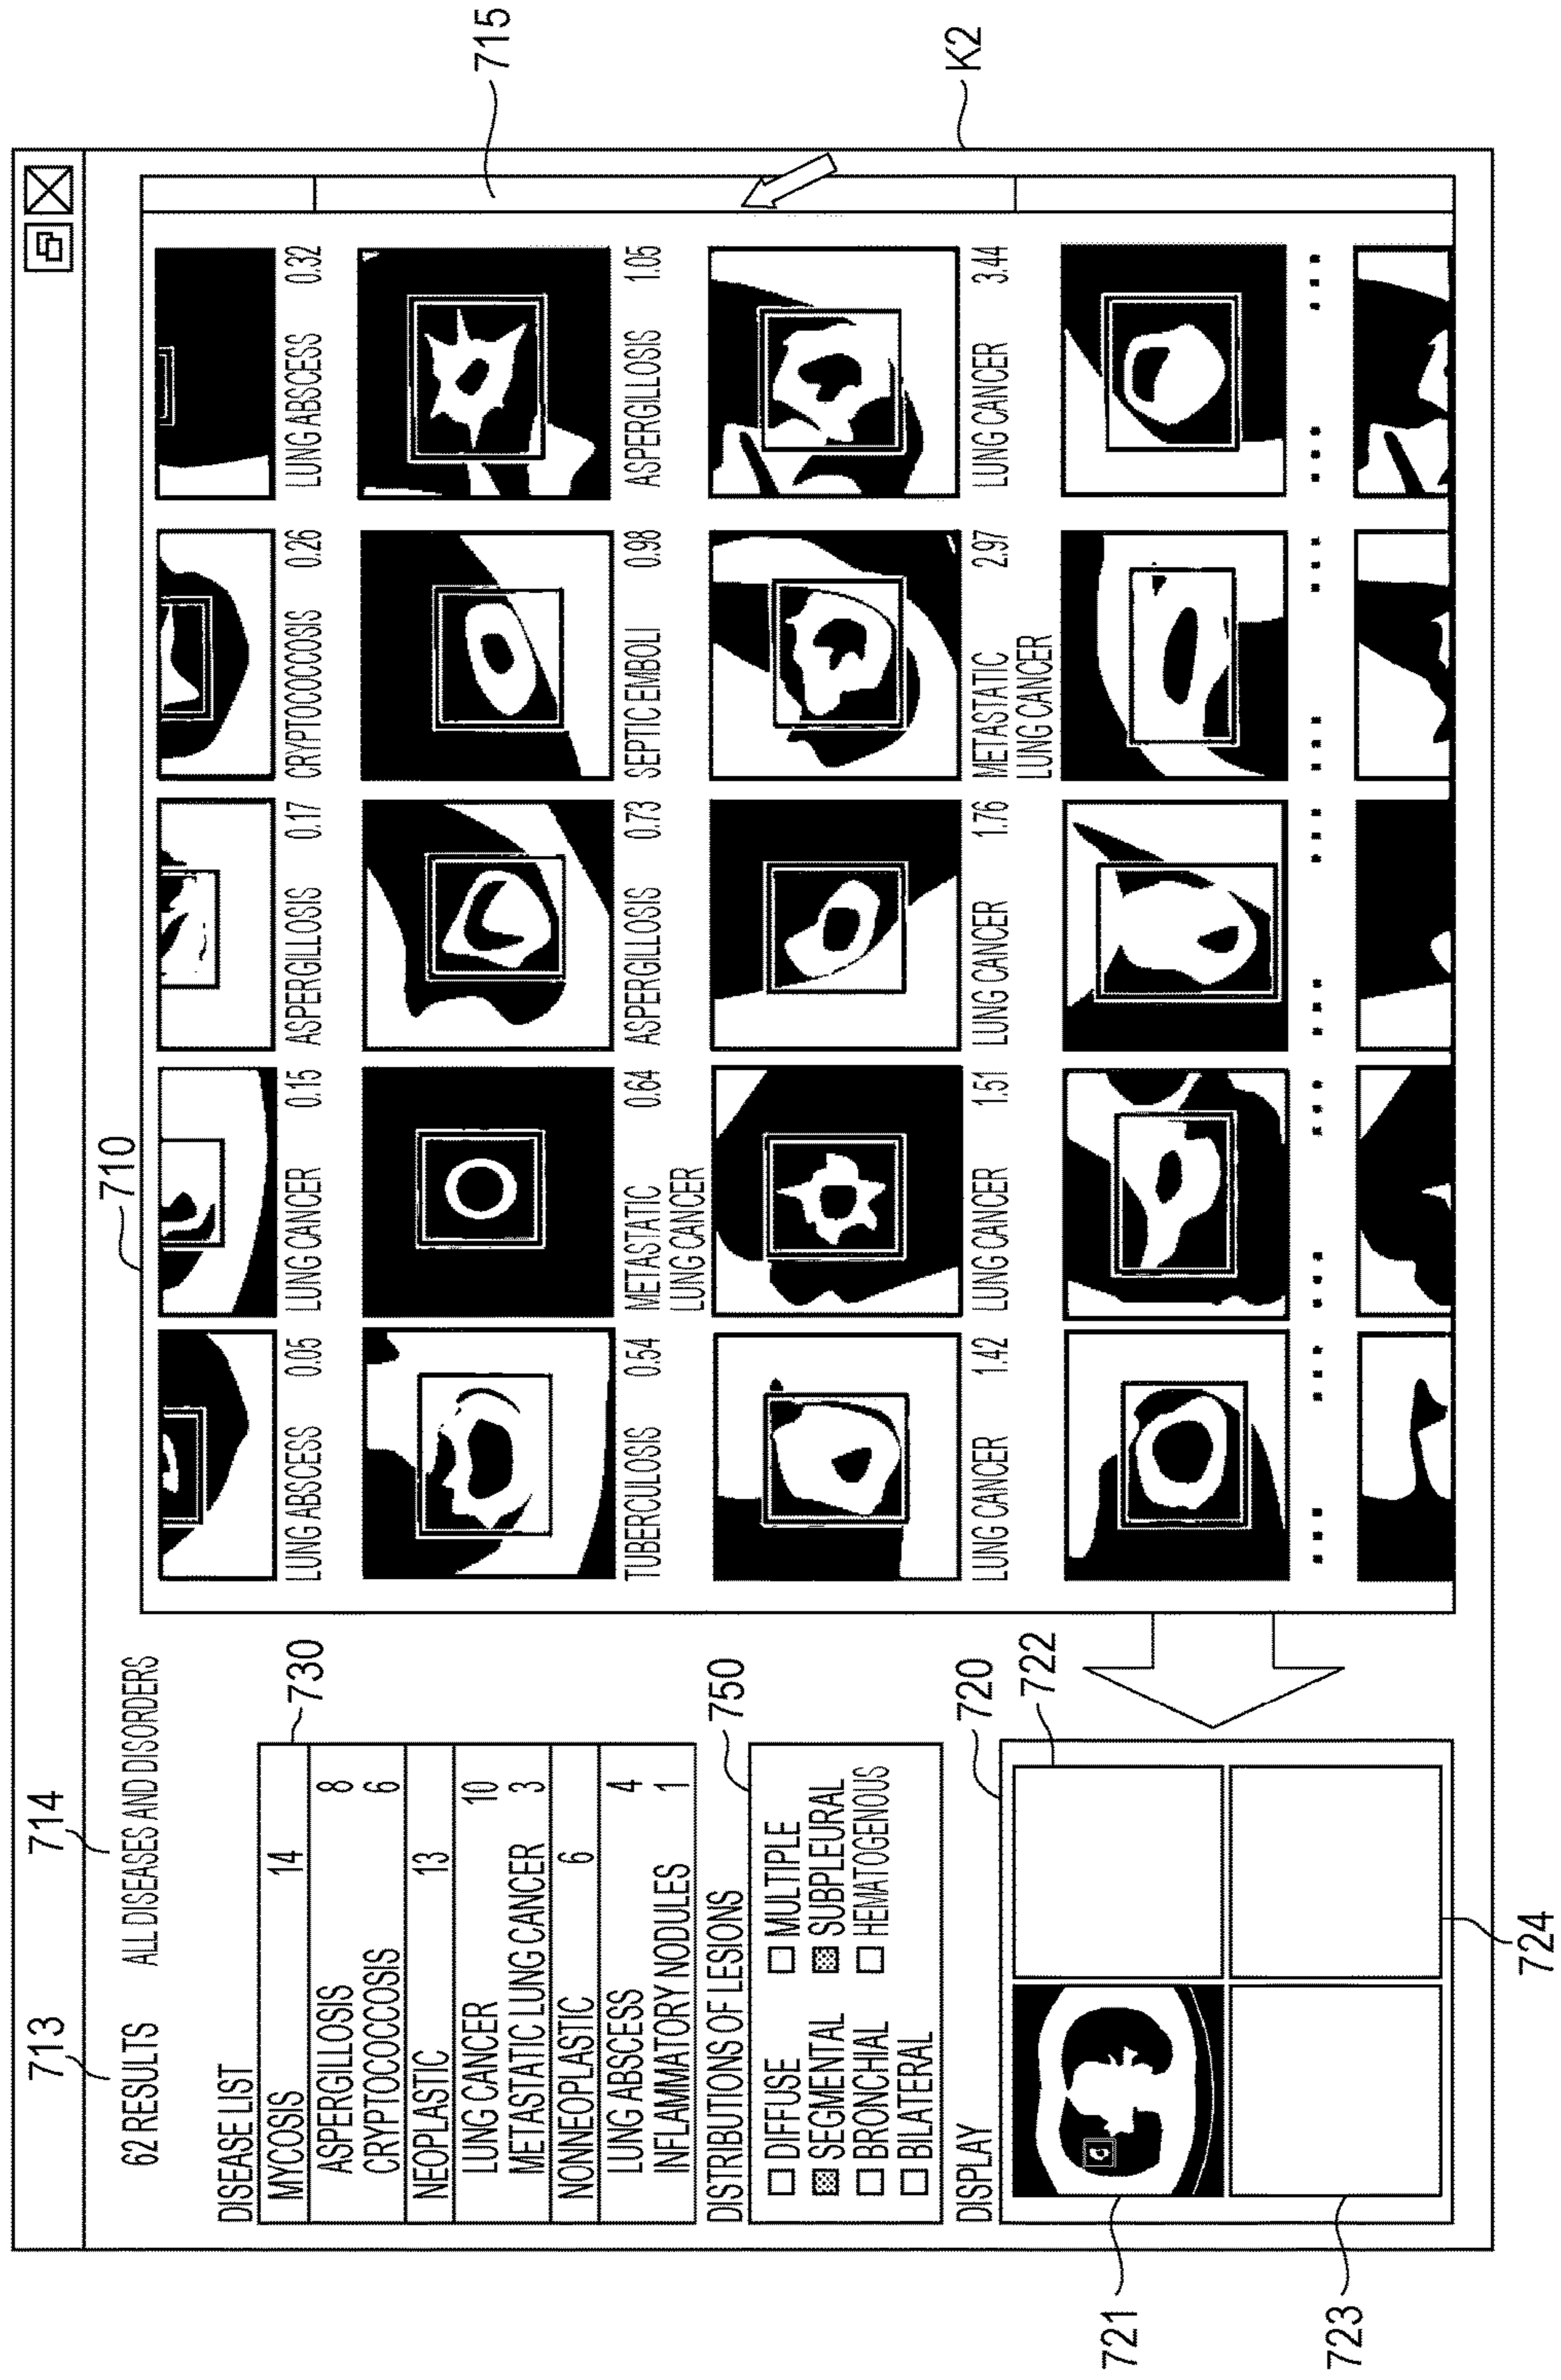 713
714
62 RESULTS
ALL DISEASES AND DISORDERS
DISEASE LIST
730
MYCOSIS 14
ASPERGILLOSIS 8
CRYPTOCOCCOSIS 6
NEOPLASTIC 13
LUNG CANCER 10
METASTATIC LUNG CANCER 3
NONNEOPLASTIC 6
LUNG ABSCESS 4
INFLAMMATORY NODULES 1
DISTRIBUTIONS OF LESIONS
750
DIFFUSE MULTIPLE
SEGMENTAL SUBPLEURAL
BRONCHIAL HEMATOGENOUS
BILATERAL
DISPLAY
720
722
721
723
724
710
LUNG ABSCESS 0.05
LUNG CANCER 0.15
ASPERGILLOSIS 0.17
CRYPTOCOCCOSIS 0.26
LUNG ABSCESS 0.32
TUBERCULOSIS 0.54
METASTATIC 0.64
LUNG CANCER
ASPERGILLOSIS 0.73
SEPTIC EMBOLI 0.98
ASPERGILLOSIS 1.05
LUNG CANCER 1.42
LUNG CANCER 1.51
LUNG CANCER 1.76
METASTATIC 2.97
LUNG CANCER
LUNG CANCER 3.44
715
K2